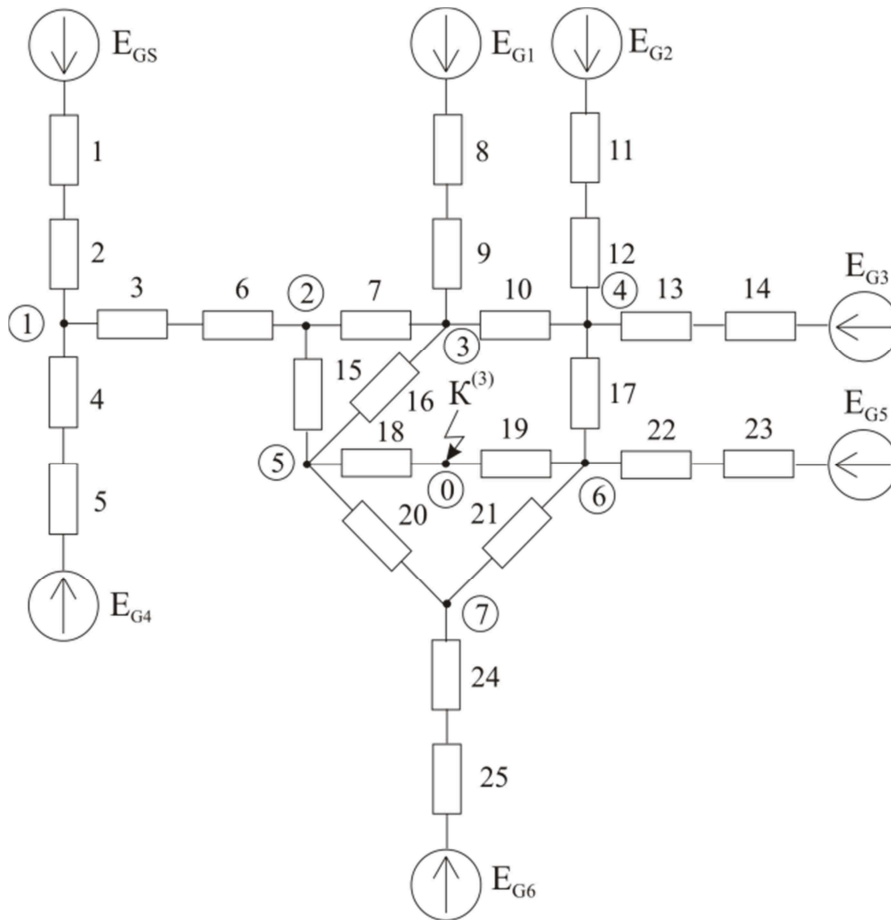 E_GS E_G1 E_G2
1 8 11
2 9 12
3 6 ② 7 10 ④ 13 14 E_G3
① ③
4 15 16 K^(3) 17 E_G5
⑤ 18 19 22 23
⓪ ⑥
5 20 21
E_G4 ⑦
24
25
E_G6